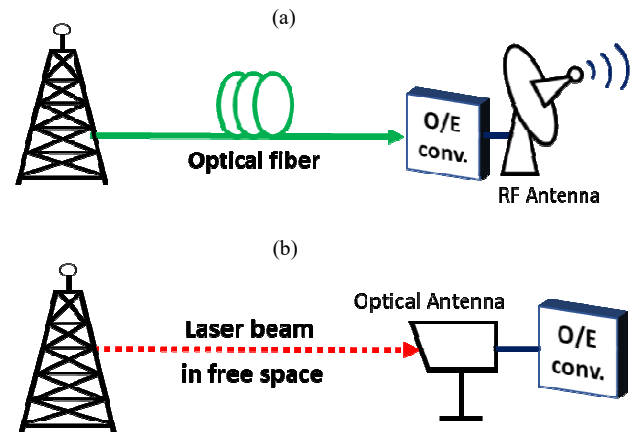 (a)
O/E
conv.
Optical fiber
RF Antenna
(b)
Optical Antenna
Laser beam
in free space
O/E
conv.